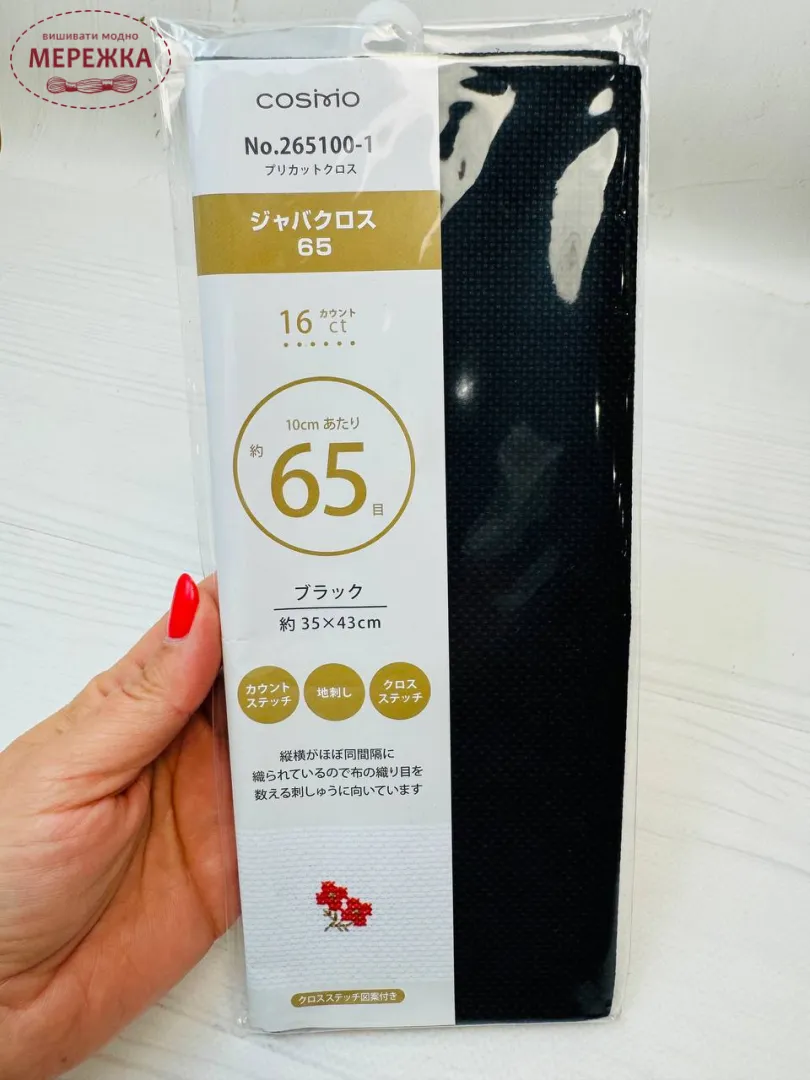 вишивати модно
МЕРЕЖКА
COSMO
No.265100-1
プリカットクロス
ジャバクロス
65
16 カウント ct
10cm あたり
約 65 目
ブラック
約 35×43cm
カウント
ステッチ
地刺し
クロス
ステッチ
縦横がほぼ同間隔に
織られているので布の織り目を
数える刺しゅうに向いています
クロスステッチ図案付き